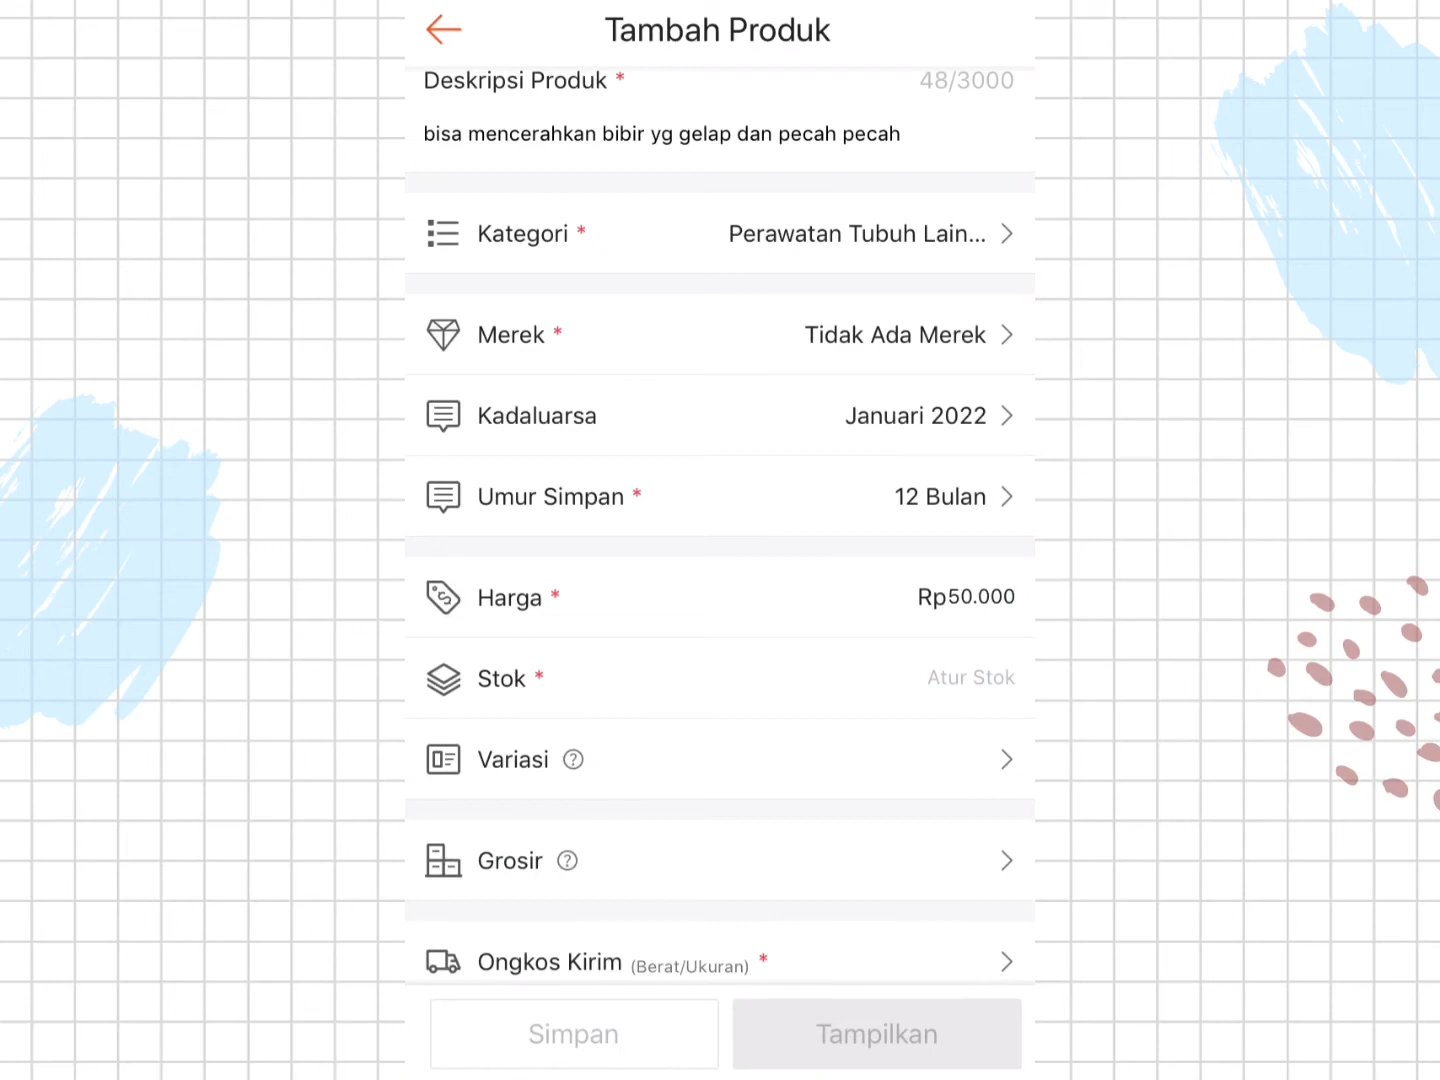 Tambah Produk
Deskripsi Produk * 48/3000
bisa mencerahkan bibir yg gelap dan pecah pecah
Kategori * Perawatan Tubuh Lain...
Merek * Tidak Ada Merek
Kadaluarsa Januari 2022
Umur Simpan * 12 Bulan
Harga * Rp50.000
Stok * Atur Stok
Variasi ?
Grosir ?
Ongkos Kirim (Berat/Ukuran) *
Simpan Tampilkan